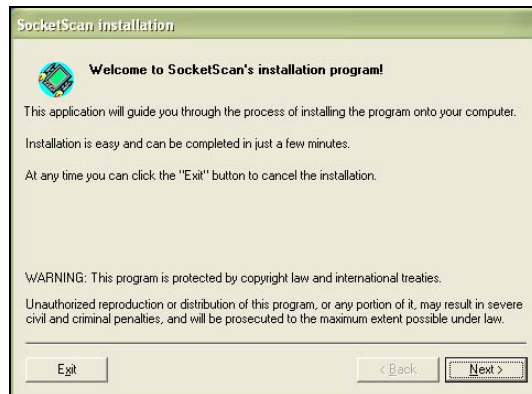 SocketScan installation
Welcome to SocketScan's installation program!
This application will guide you through the process of installing the program onto your computer.
Installation is easy and can be completed in just a few minutes.
At any time you can click the "Exit" button to cancel the installation.
WARNING: This program is protected by copyright law and international treaties.
Unauthorized reproduction or distribution of this program, or any portion of it, may result in severe
civil and criminal penalties, and will be prosecuted to the maximum extent possible under law.
Exit < Back Next >